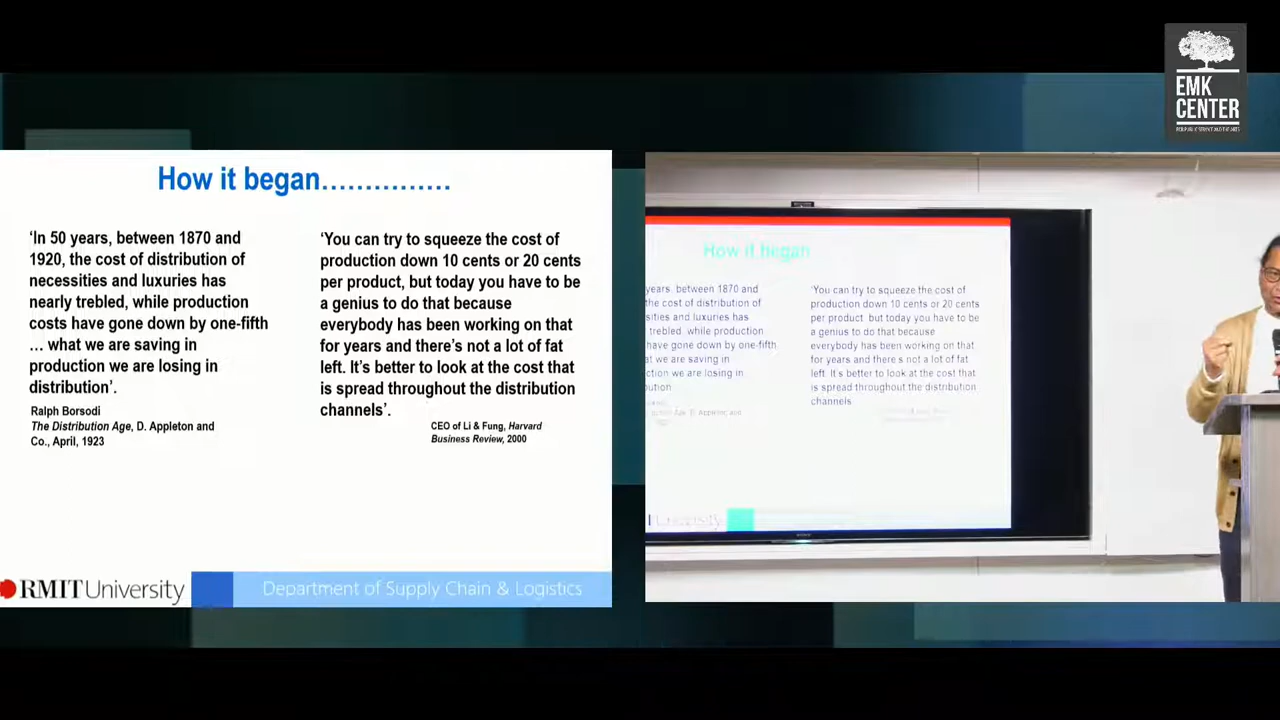 EMK
CENTER
FOR PUBLIC SERVICE AND THE ARTS
How it began……………
‘In 50 years, between 1870 and
1920, the cost of distribution of
necessities and luxuries has
nearly trebled, while production
costs have gone down by one-fifth
… what we are saving in
production we are losing in
distribution’.
Ralph Borsodi
The Distribution Age, D. Appleton and
Co., April, 1923
‘You can try to squeeze the cost of
production down 10 cents or 20 cents
per product, but today you have to be
a genius to do that because
everybody has been working on that
for years and there’s not a lot of fat
left. It’s better to look at the cost that
is spread throughout the distribution
channels’.
CEO of Li & Fung, Harvard
Business Review, 2000
RMIT University
Department of Supply Chain & Logistics
How it began
years, between 1870 and
the cost of distribution of
sities and luxuries has
trebled, while production
have gone down by one-fifth
at we are saving in
ction we are losing in
bution
‘You can try to squeeze the cost of
production down 10 cents or 20 cents
per product, but today you have to be
a genius to do that because
everybody has been working on that
for years and there s not a lot of fat
left. It’s better to look at the cost that
is spread throughout the distribution
channels
University